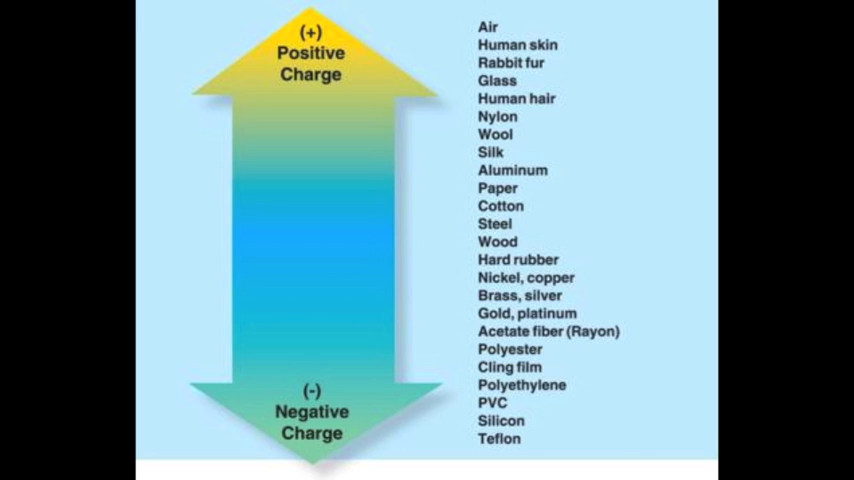 (+)
Positive
Charge
(-)
Negative
Charge
Air
Human skin
Rabbit fur
Glass
Human hair
Nylon
Wool
Silk
Aluminum
Paper
Cotton
Steel
Wood
Hard rubber
Nickel, copper
Brass, silver
Gold, platinum
Acetate fiber (Rayon)
Polyester
Cling film
Polyethylene
PVC
Silicon
Teflon